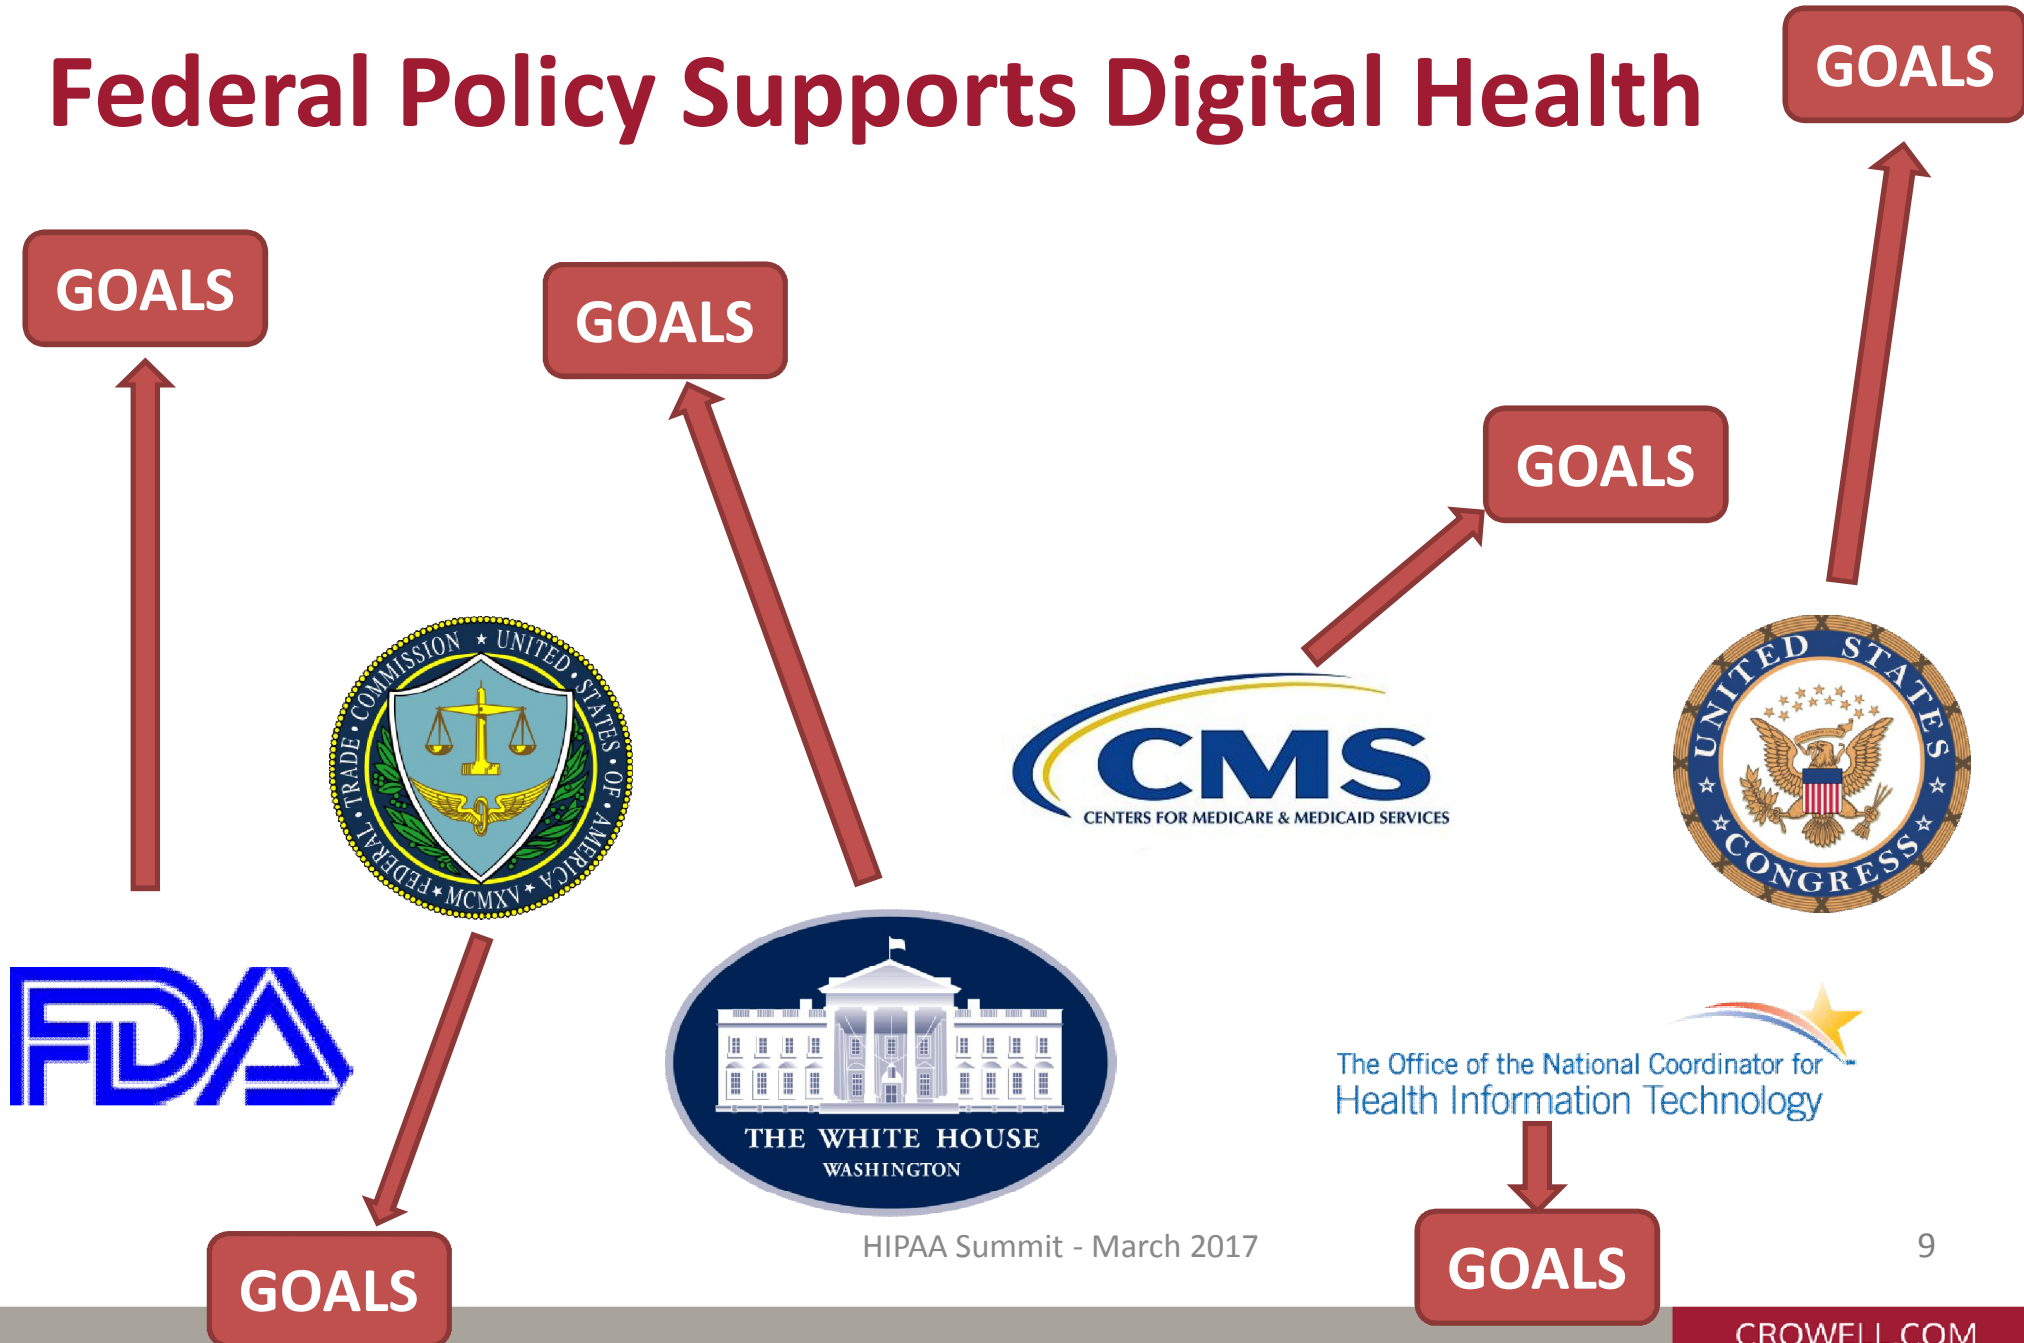 Federal Policy Supports Digital Health
GOALS
GOALS
GOALS
GOALS
FEDERAL • TRADE • COMMISSION ★ UNITED • STATES • OF • AMERICA ★ MCMXV ★
CMS
CENTERS FOR MEDICARE & MEDICAID SERVICES
UNITED STATES
CONGRESS
FDA
THE WHITE HOUSE
WASHINGTON
The Office of the National Coordinator for
Health Information Technology
GOALS
GOALS
HIPAA Summit - March 2017
9
CROWELL.COM